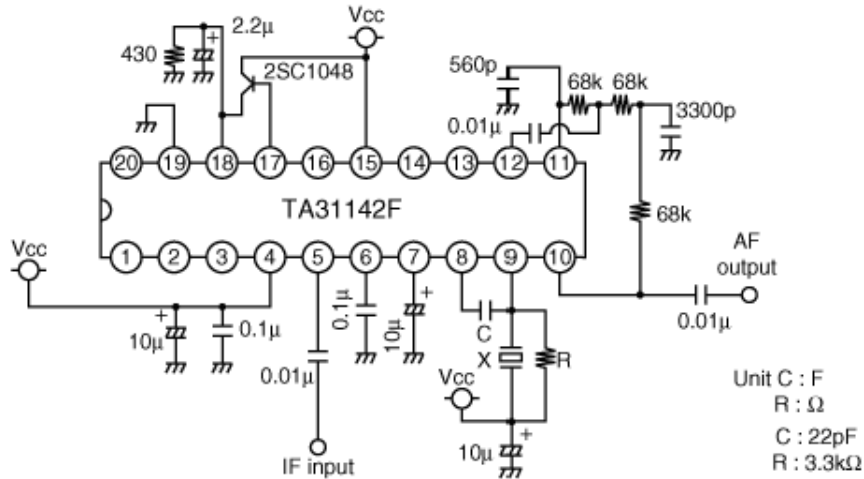 Vcc
2.2μ
+
430
2SC1048
560p
68k 68k
3300p
0.01μ
20 19 18 17 16 15 14 13 12 11
TA31142F
68k
Vcc
1 2 3 4 5 6 7 8 9 10
AF
output
+
10μ
0.1μ
0.1μ
+
10μ
C
0.01μ
X
R
0.01μ
Vcc
+
10μ
IF input
Unit C : F
R : Ω
C : 22pF
R : 3.3kΩ